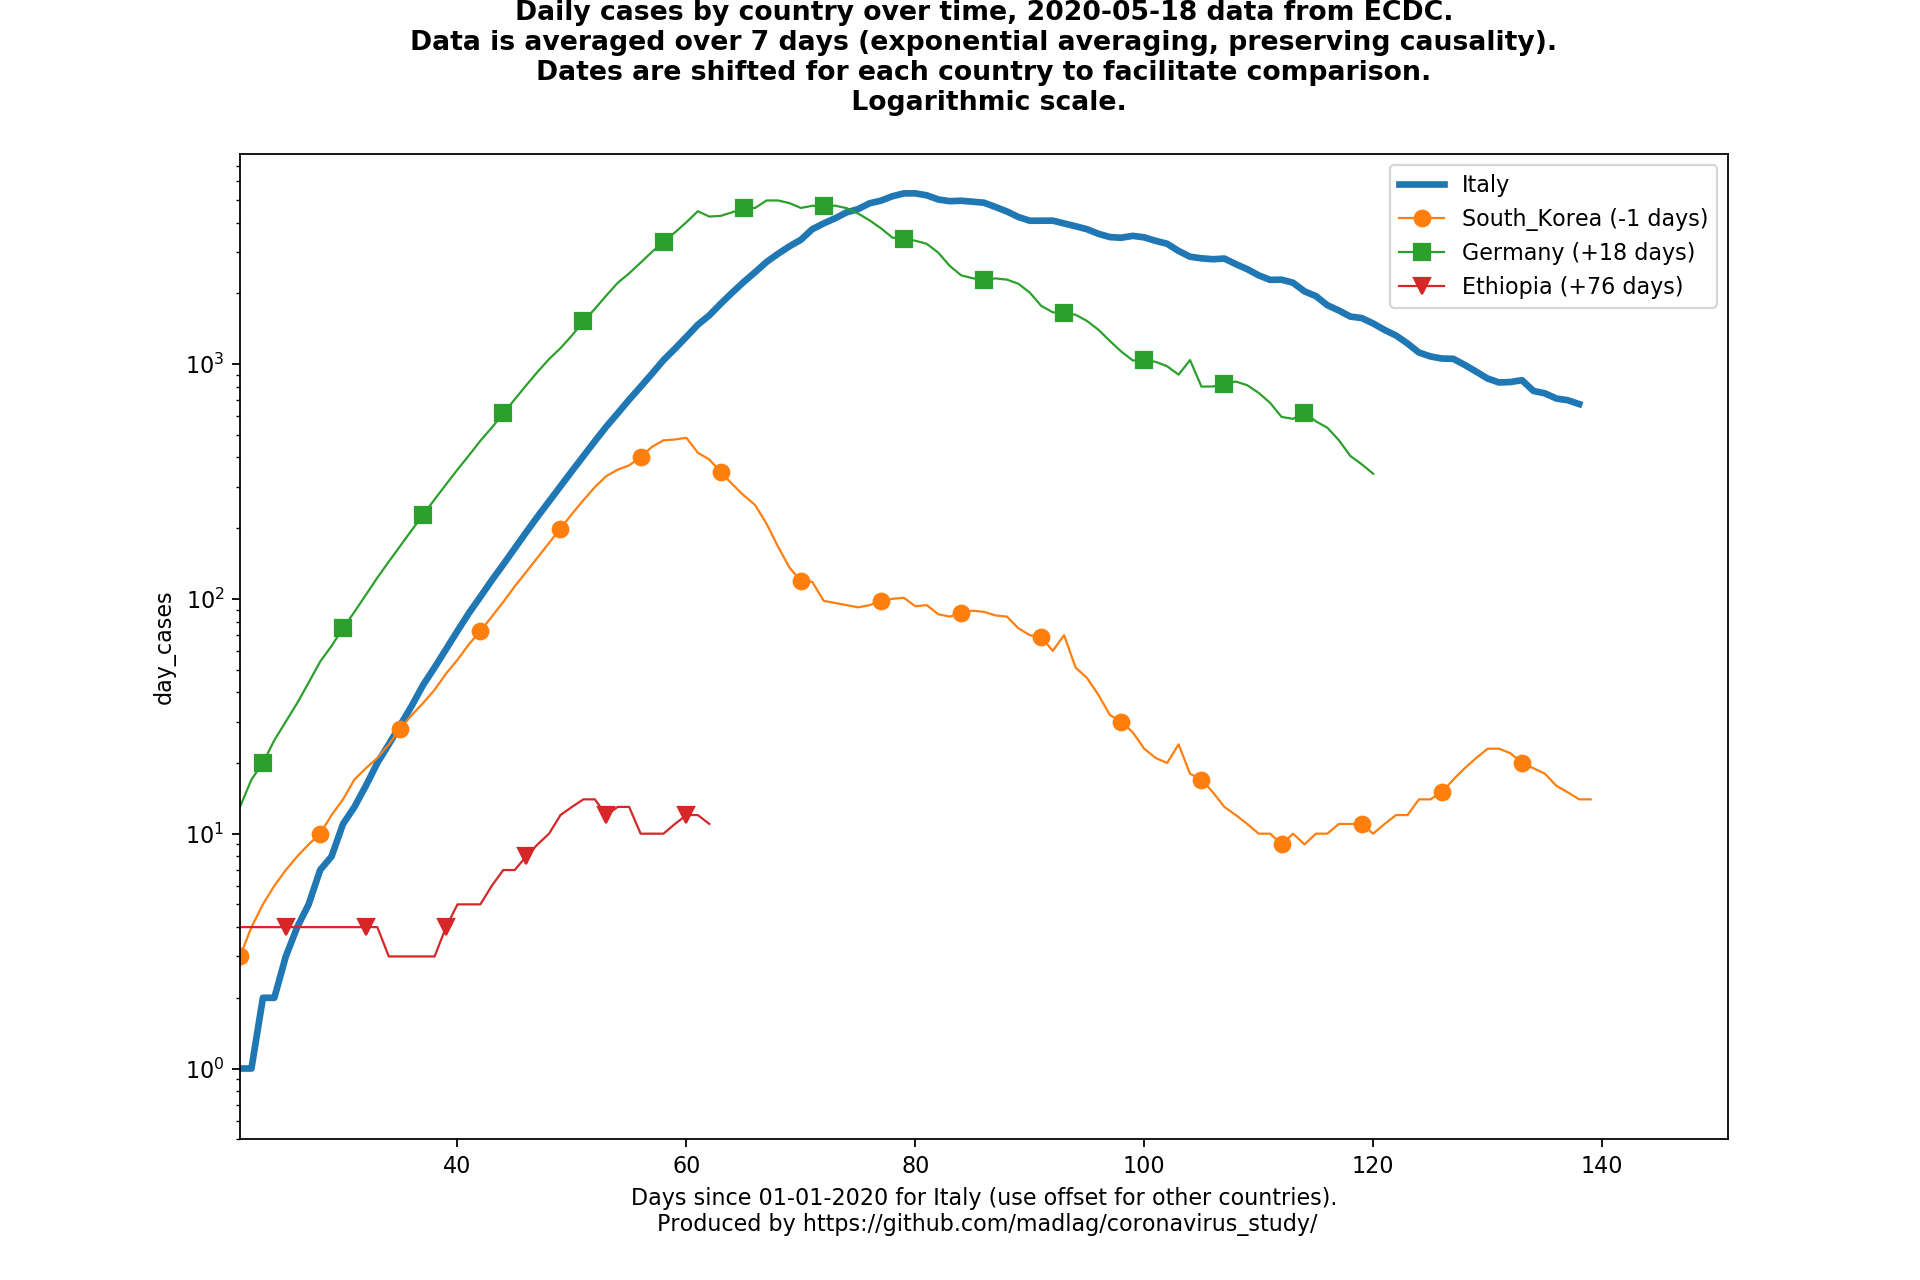 Daily cases by country over time, 2020-05-18 data from ECDC.
Data is averaged over 7 days (exponential averaging, preserving causality).
Dates are shifted for each country to facilitate comparison.
Logarithmic scale.
Italy
South_Korea (-1 days)
Germany (+18 days)
Ethiopia (+76 days)
10³
10²
10¹
10⁰
day_cases
40 60 80 100 120 140
Days since 01-01-2020 for Italy (use offset for other countries).
Produced by https://github.com/madlag/coronavirus_study/